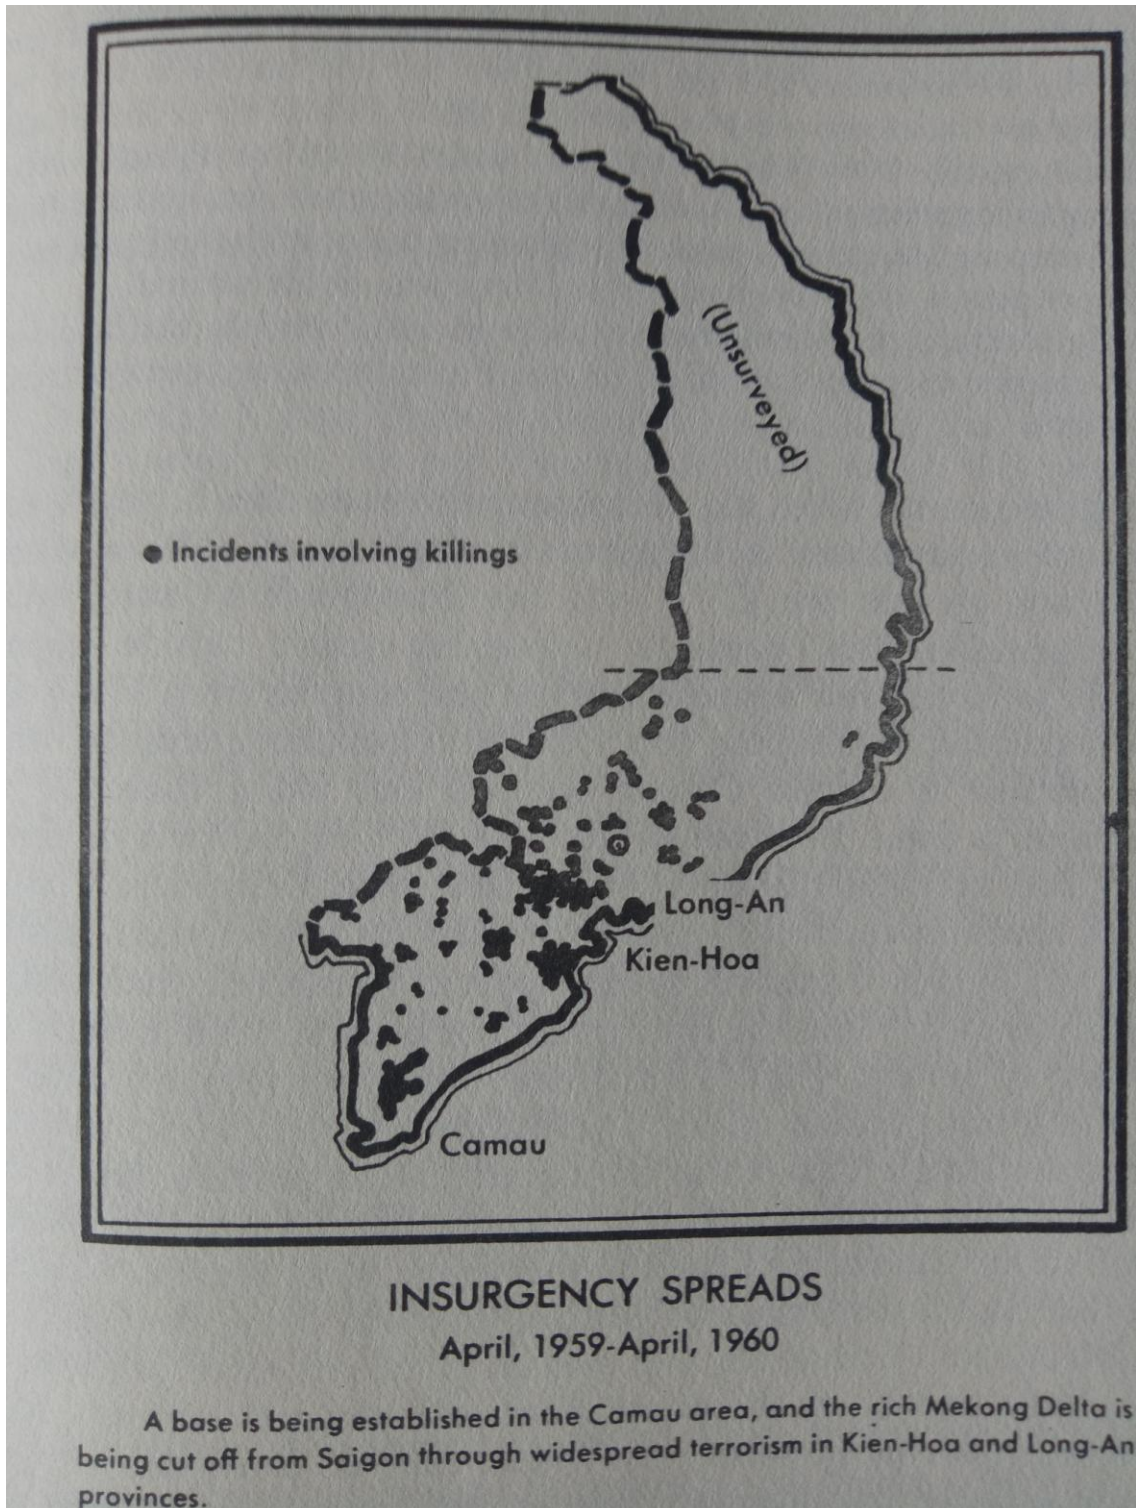 (Unsurveyed)
● Incidents involving killings
Long-An
Kien-Hoa
Camau
INSURGENCY SPREADS
April, 1959-April, 1960
A base is being established in the Camau area, and the rich Mekong Delta is
being cut off from Saigon through widespread terrorism in Kien-Hoa and Long-An
provinces.